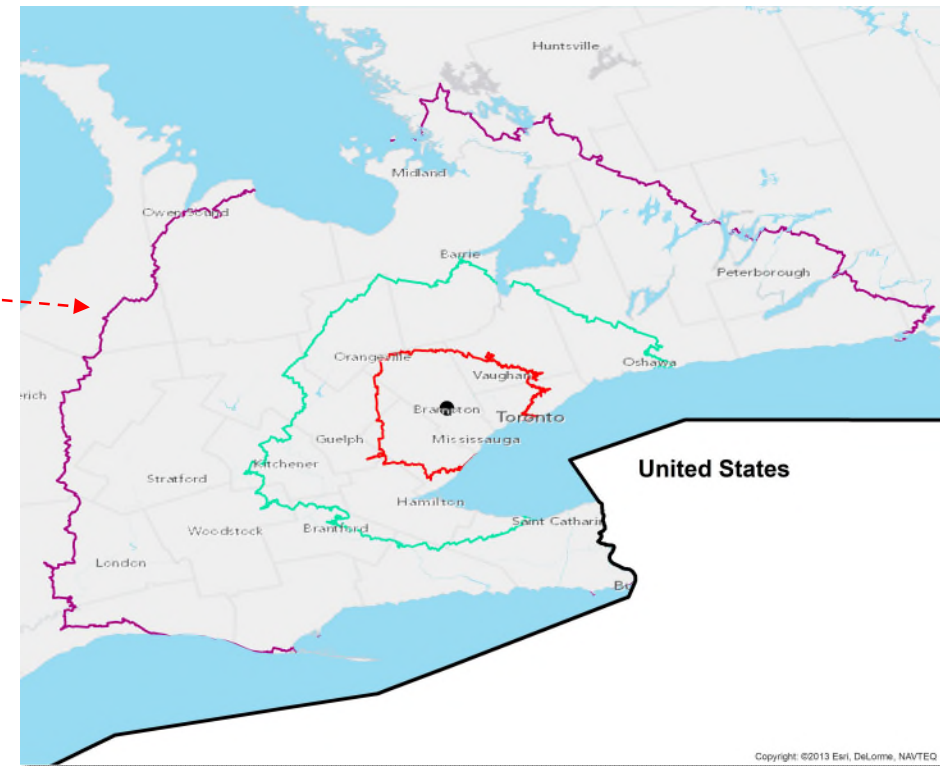 Huntsville
Midland
Owen Sound
Barrie
Peterborough
Orangeville
Oshawa
Vaughan
erich
Brampton
Toronto
Guelph
Mississauga
Kitchener
United States
Stratford
Hamilton
Woodstock
Brantford
Saint Catharin
London
Copyright: ©2013 Esri, DeLorme, NAVTEQ